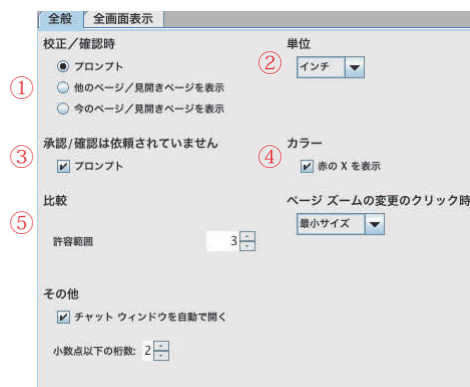 全般 全画面表示
校正／確認時
① プロンプト
他のページ／見開きページを表示
今のページ／見開きページを表示
単位
② インチ
③ 承認/確認は依頼されていません
プロンプト
④ カラー
赤の X を表示
⑤ 比較
許容範囲 3
ページ ズームの変更のクリック時
最小サイズ
その他
チャット ウィンドウを自動で開く
小数点以下の桁数: 2